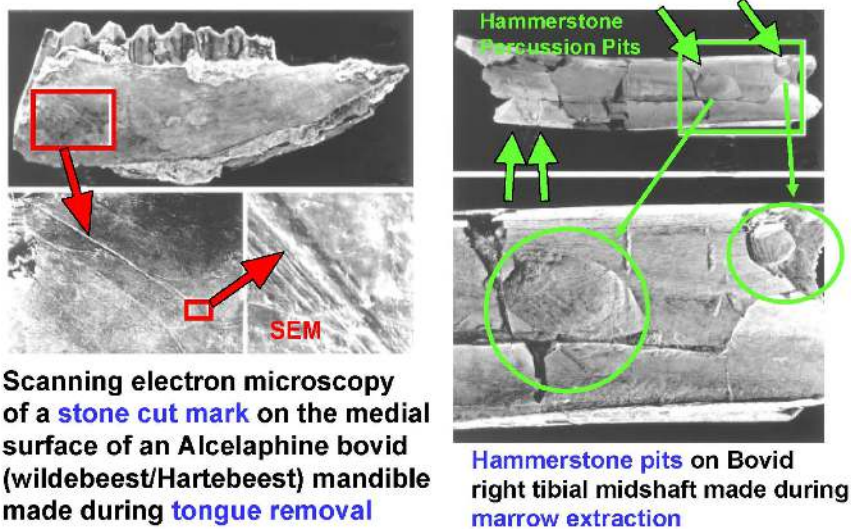 Hammerstone
Percussion Pits
SEM
Scanning electron microscopy
of a stone cut mark on the medial
surface of an Alcelaphine bovid
(wildebeest/Hartebeest) mandible
made during tongue removal
Hammerstone pits on Bovid
right tibial midshaft made during
marrow extraction